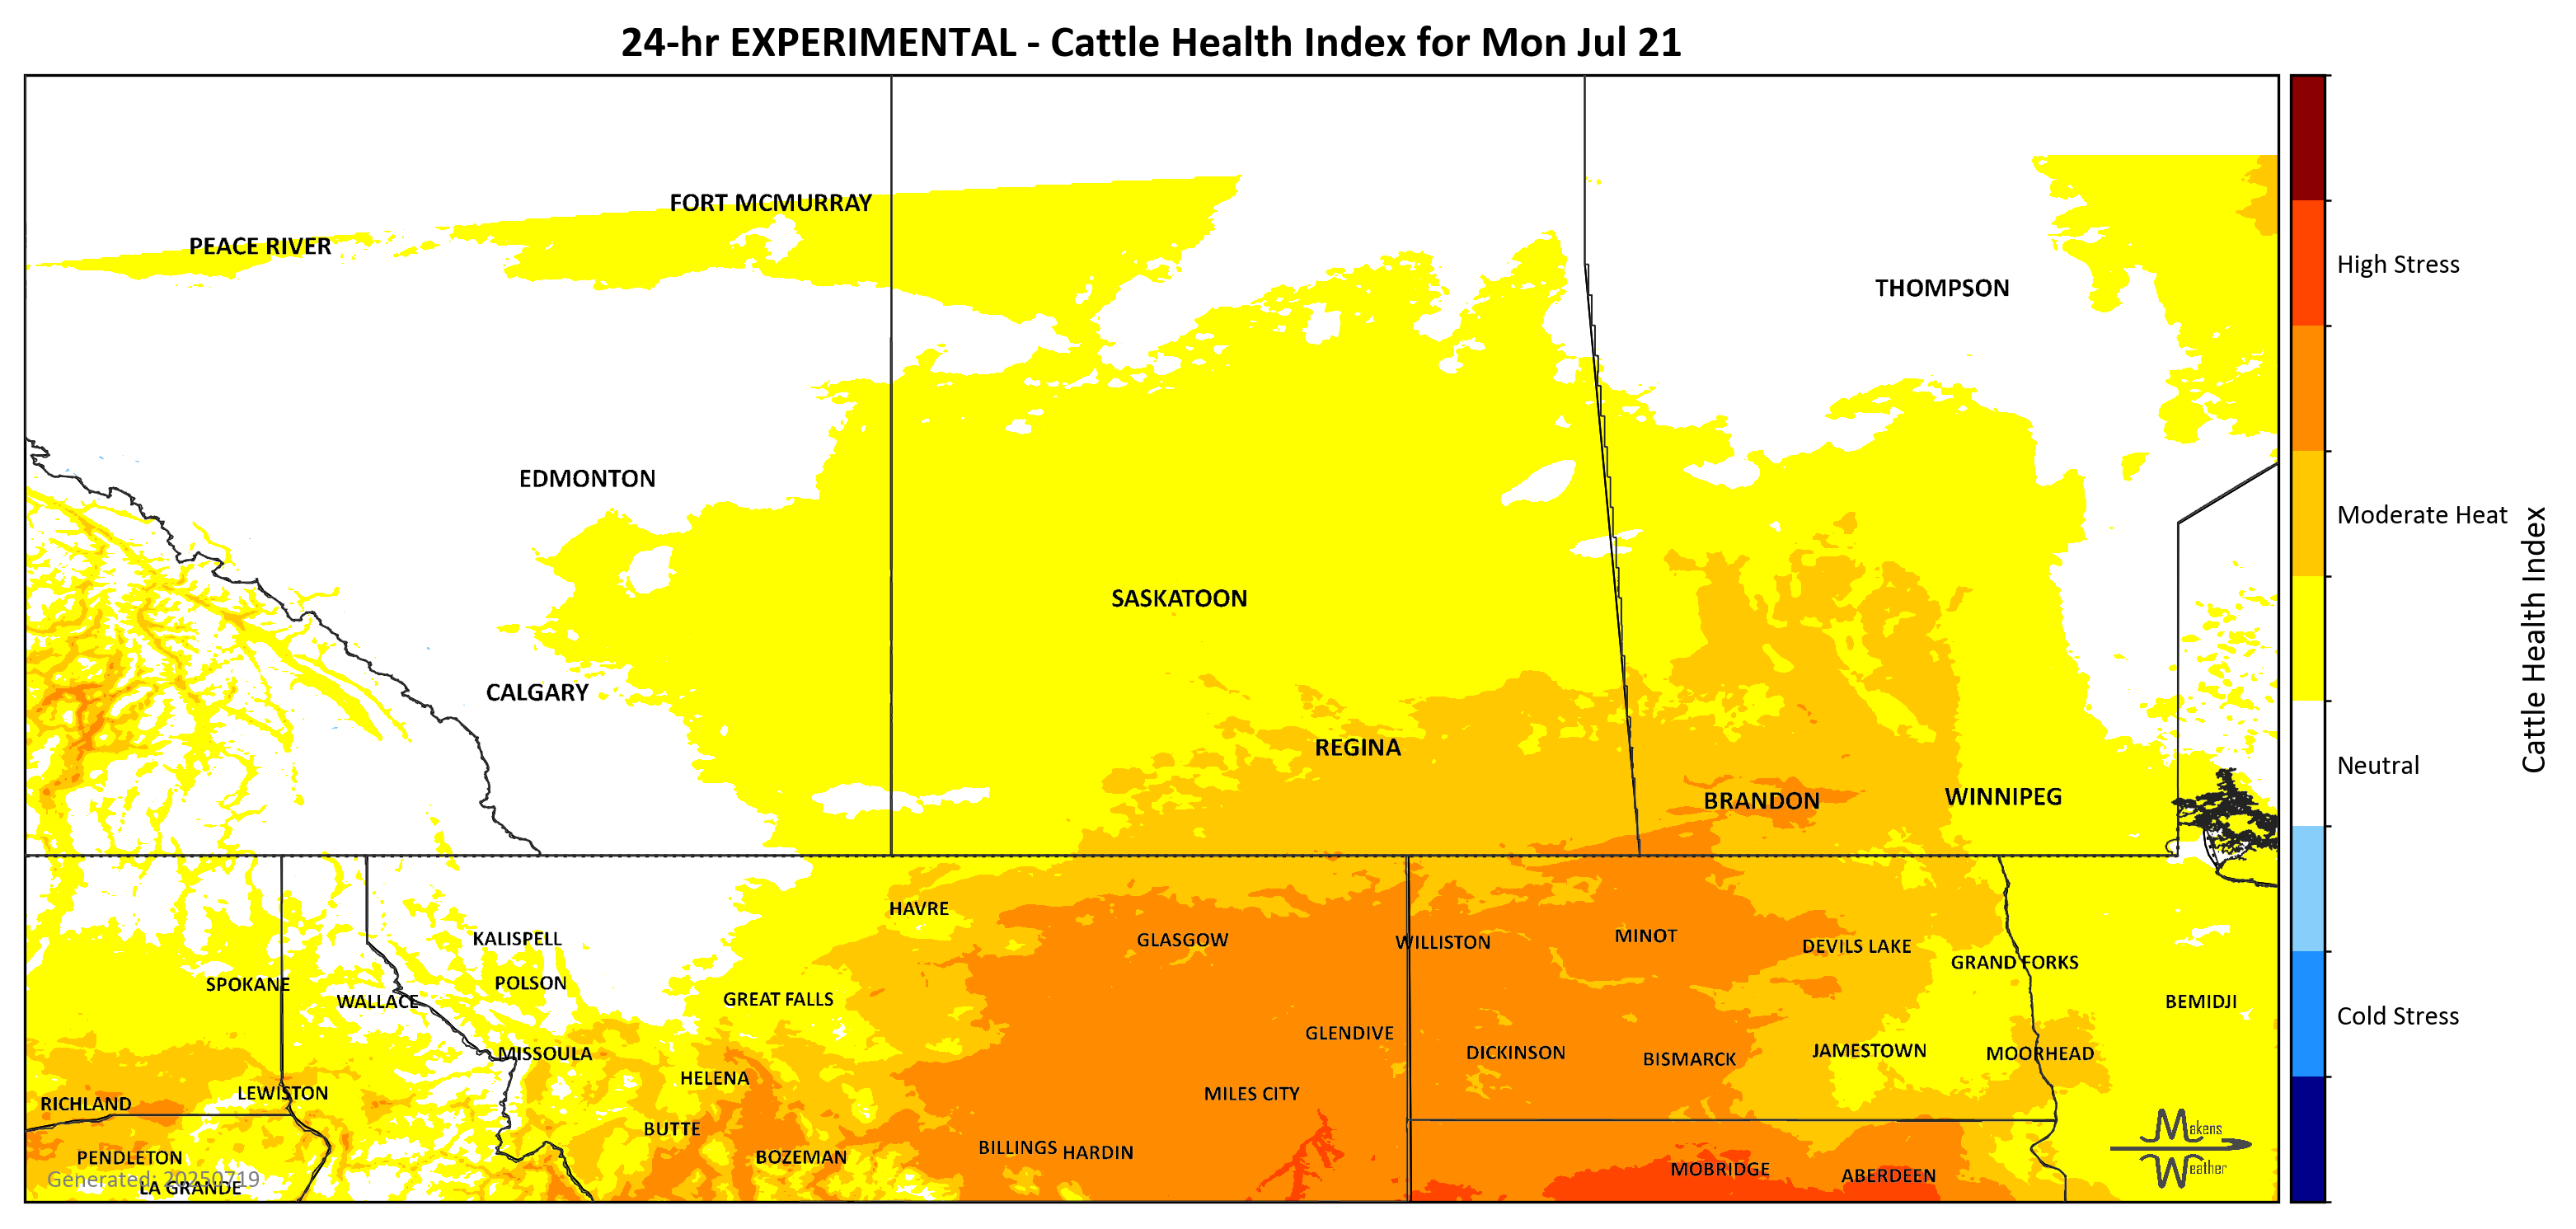 24-hr EXPERIMENTAL - Cattle Health Index for Mon Jul 21
FORT MCMURRAY
PEACE RIVER
THOMPSON
EDMONTON
SASKATOON
CALGARY
REGINA
BRANDON
WINNIPEG
HAVRE
KALISPELL
GLASGOW
WILLISTON
MINOT
DEVILS LAKE
GRAND FORKS
SPOKANE
POLSON
WALLACE
GREAT FALLS
BEMIDJI
GLENDIVE
MISSOULA
DICKINSON
BISMARCK
JAMESTOWN
MOORHEAD
HELENA
LEWISTON
MILES CITY
RICHLAND
BUTTE
BILLINGS
HARDIN
PENDLETON
BOZEMAN
MOBRIDGE
ABERDEEN
Generated: 20250719
LA GRANDE
Makens
Weather
High Stress
Moderate Heat
Neutral
Cold Stress
Cattle Health Index